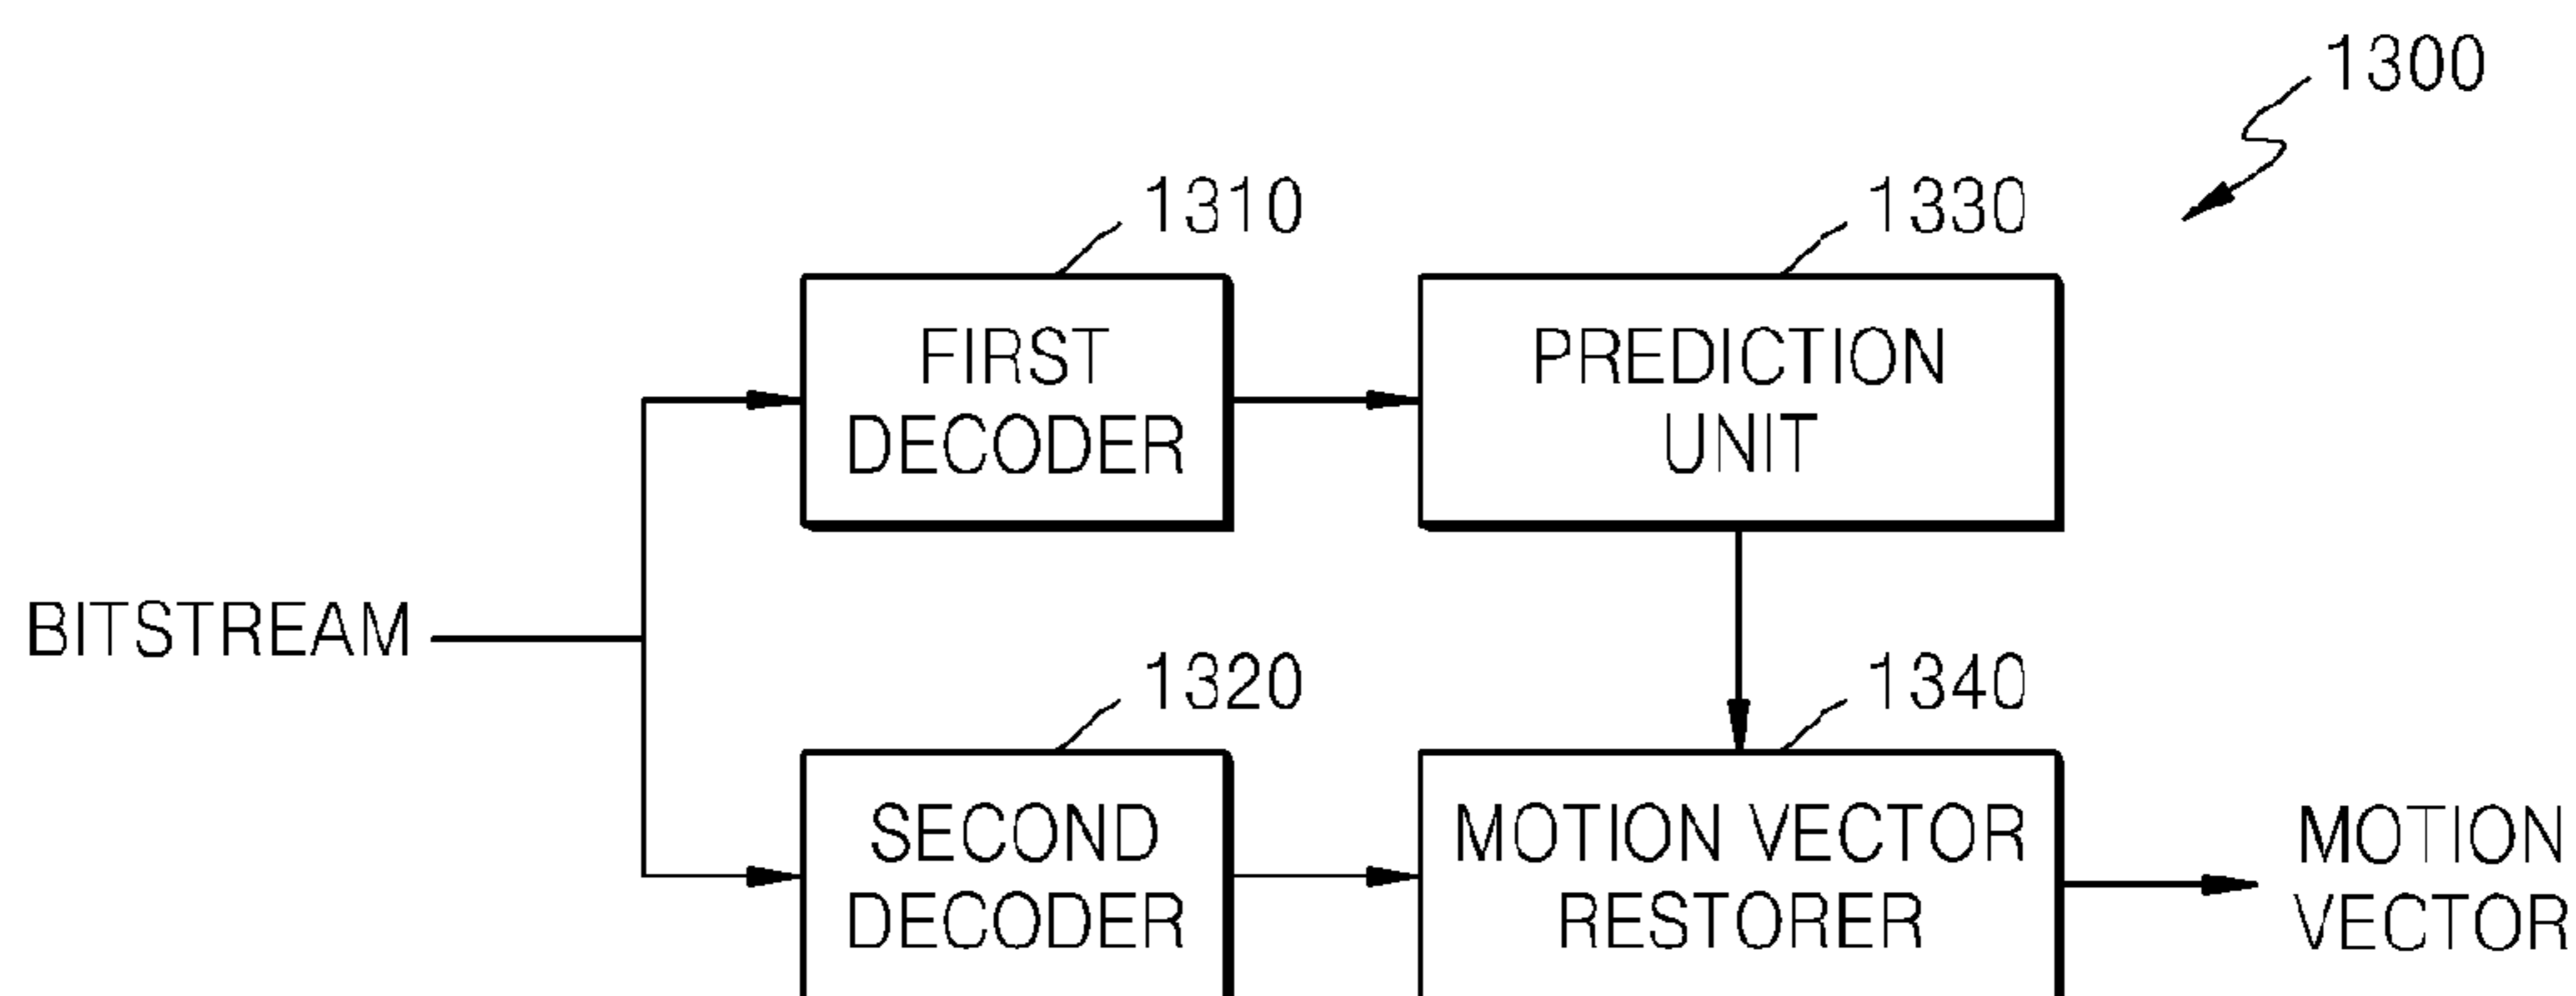 1300
1310
1330
FIRST
DECODER
PREDICTION
UNIT
BITSTREAM
1320
1340
SECOND
DECODER
MOTION VECTOR
RESTORER
MOTION
VECTOR